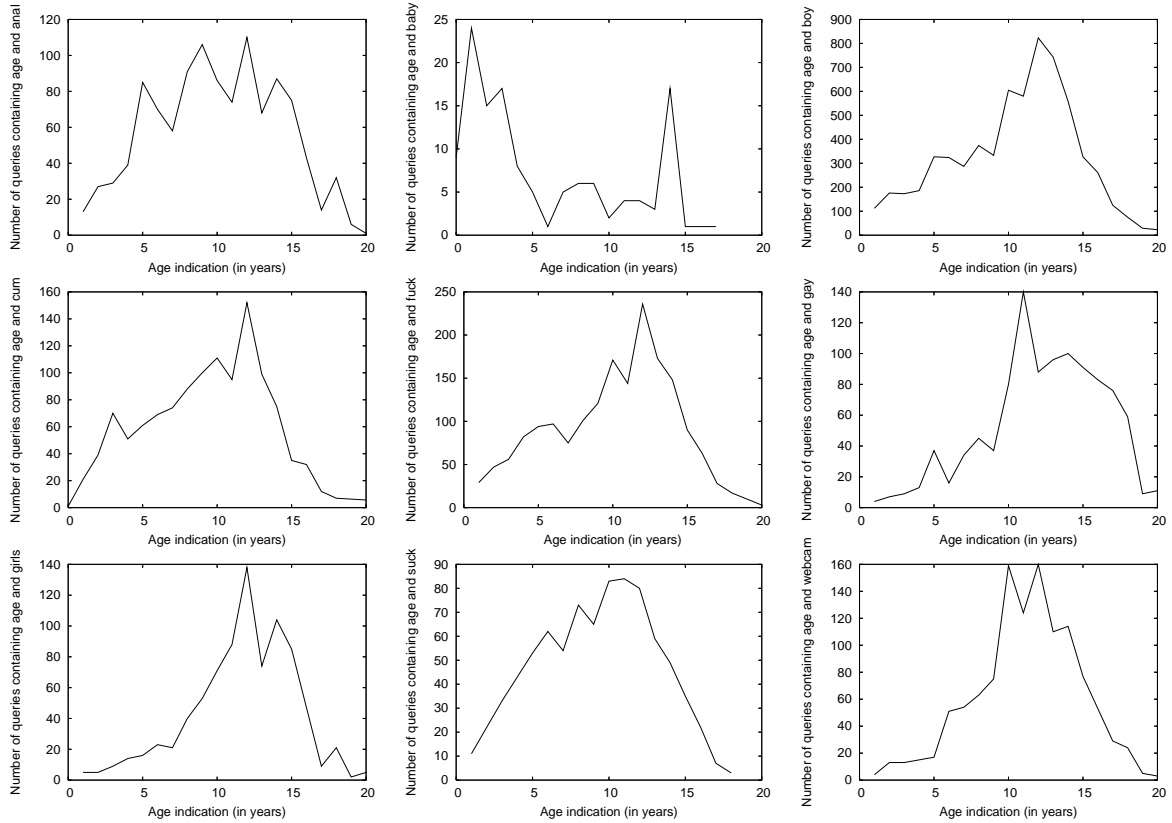 Number of queries containing age and anal
120
100
80
60
40
20
0
0 5 10 15 20
Age indication (in years)
Number of queries containing age and baby
25
20
15
10
5
0
0 5 10 15 20
Age indication (in years)
Number of queries containing age and boy
900
800
700
600
500
400
300
200
100
0
0 5 10 15 20
Age indication (in years)
Number of queries containing age and cum
160
140
120
100
80
60
40
20
0
0 5 10 15 20
Age indication (in years)
Number of queries containing age and fuck
250
200
150
100
50
0
0 5 10 15 20
Age indication (in years)
Number of queries containing age and gay
140
120
100
80
60
40
20
0
0 5 10 15 20
Age indication (in years)
Number of queries containing age and girls
140
120
100
80
60
40
20
0
0 5 10 15 20
Age indication (in years)
Number of queries containing age and suck
90
80
70
60
50
40
30
20
10
0
0 5 10 15 20
Age indication (in years)
Number of queries containing age and webcam
160
140
120
100
80
60
40
20
0
0 5 10 15 20
Age indication (in years)